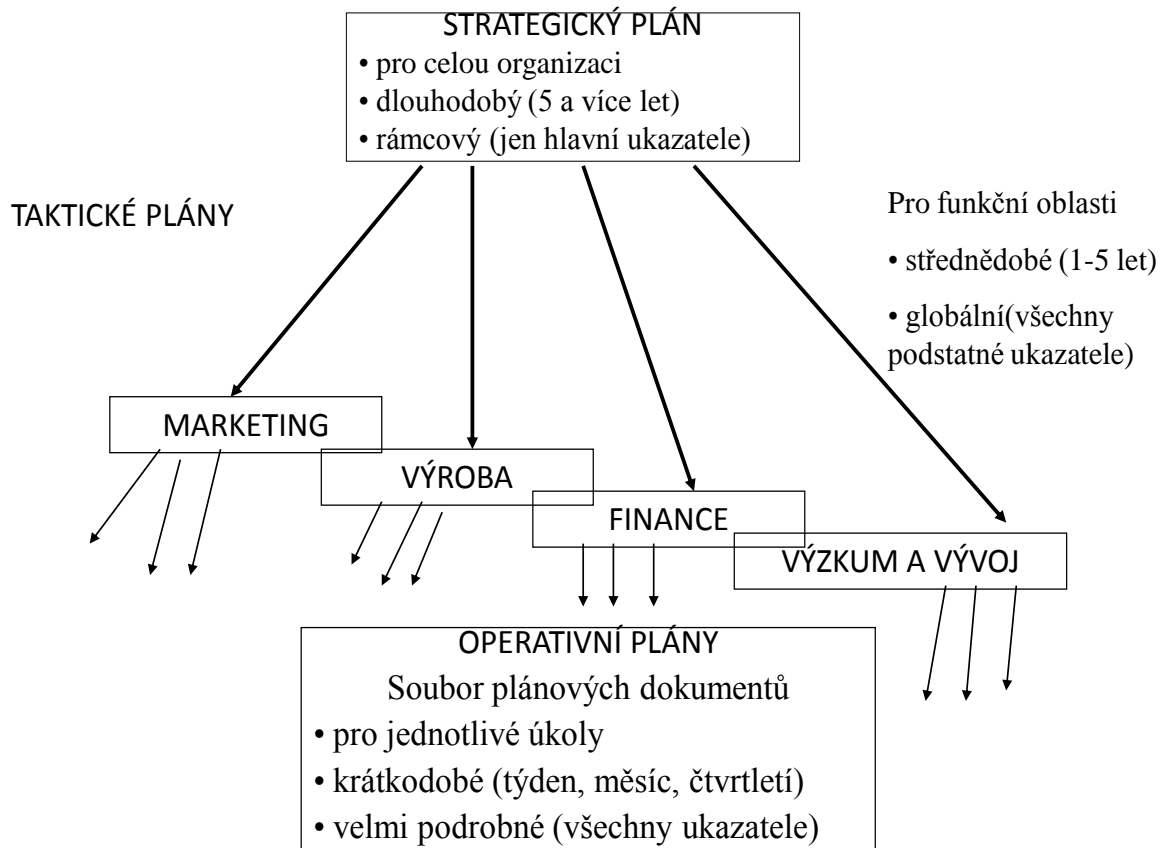 STRATEGICKÝ PLÁN
• pro celou organizaci
• dlouhodobý (5 a více let)
• rámcový (jen hlavní ukazatele)
TAKTICKÉ PLÁNY
Pro funkční oblasti
• střednědobé (1-5 let)
• globální(všechny
podstatné ukazatele)
MARKETING
VÝROBA
FINANCE
VÝZKUM A VÝVOJ
OPERATIVNÍ PLÁNY
Soubor plánových dokumentů
• pro jednotlivé úkoly
• krátkodobé (týden, měsíc, čtvrtletí)
• velmi podrobné (všechny ukazatele)